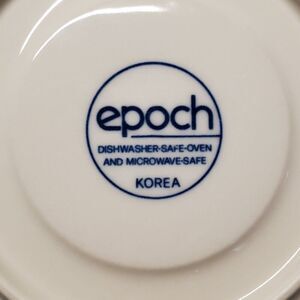 epoch
DISHWASHER-SAFE-OVEN
AND MICROWAVE-SAFE
KOREA